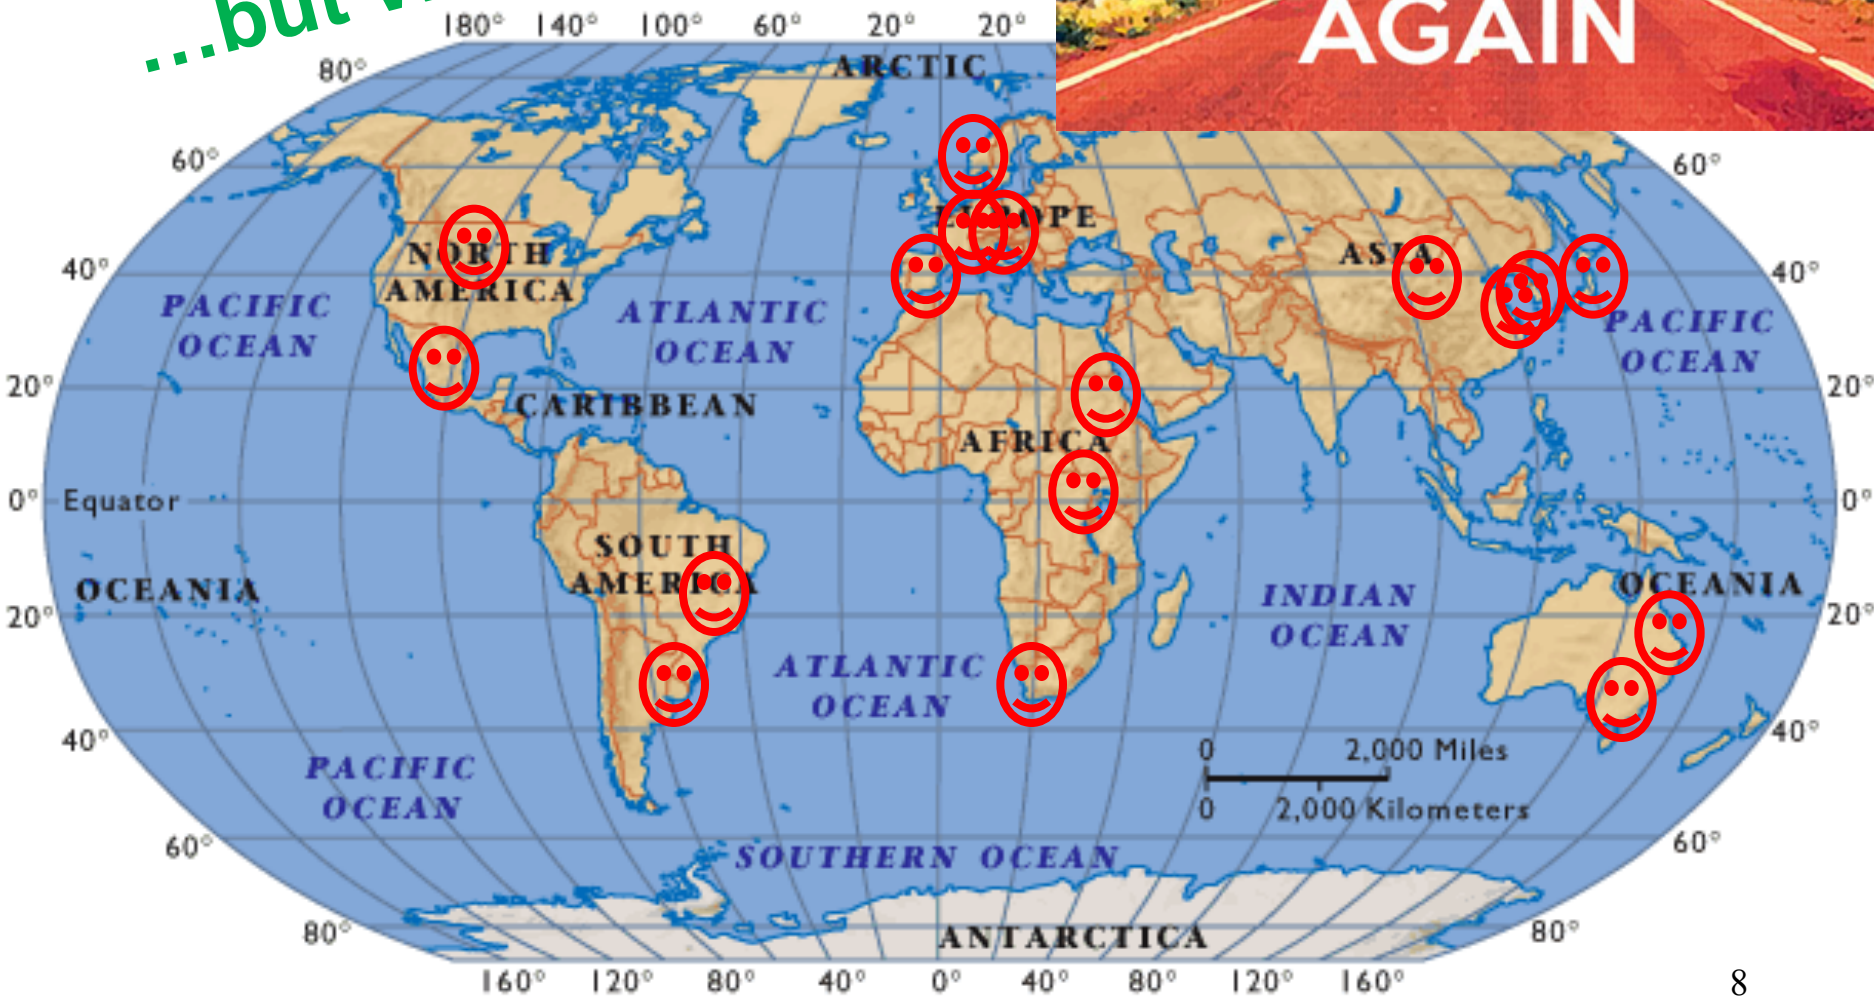 ...but
AGAIN
180° 140° 100° 60° 20° 20°
80°
ARCTIC
60° 60°
EUROPE
NORTH
AMERICA
ASIA
40° 40°
PACIFIC
OCEAN
ATLANTIC
OCEAN
PACIFIC
OCEAN
20° 20°
CARIBBEAN
AFRICA
0° Equator 0°
SOUTH
AMERICA
OCEANIA
INDIAN
OCEAN
OCEANIA
20° 20°
ATLANTIC
OCEAN
40° 40°
0 2,000 Miles
0 2,000 Kilometers
PACIFIC
OCEAN
60° 60°
SOUTHERN OCEAN
80° 80°
ANTARCTICA
160° 120° 80° 40° 0° 40° 80° 120° 160°
8